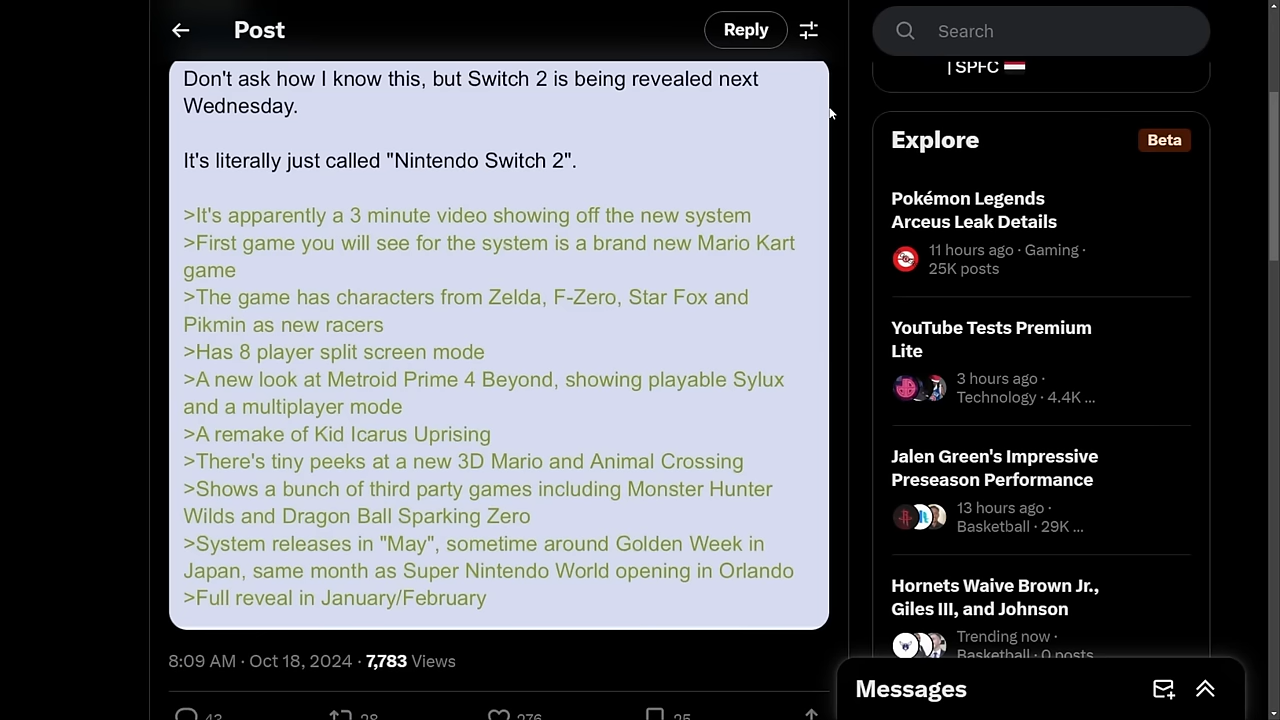 Post
Reply
Don't ask how I know this, but Switch 2 is being revealed next
Wednesday.
It's literally just called "Nintendo Switch 2".
>It's apparently a 3 minute video showing off the new system
>First game you will see for the system is a brand new Mario Kart
game
>The game has characters from Zelda, F-Zero, Star Fox and
Pikmin as new racers
>Has 8 player split screen mode
>A new look at Metroid Prime 4 Beyond, showing playable Sylux
and a multiplayer mode
>A remake of Kid Icarus Uprising
>There's tiny peeks at a new 3D Mario and Animal Crossing
>Shows a bunch of third party games including Monster Hunter
Wilds and Dragon Ball Sparking Zero
>System releases in "May", sometime around Golden Week in
Japan, same month as Super Nintendo World opening in Orlando
>Full reveal in January/February
8:09 AM · Oct 18, 2024 · 7,783 Views
43 28 276 25
Search
| SPFC
Explore
Beta
Pokémon Legends
Arceus Leak Details
11 hours ago · Gaming ·
25K posts
YouTube Tests Premium
Lite
3 hours ago ·
Technology · 4.4K ...
Jalen Green's Impressive
Preseason Performance
13 hours ago ·
Basketball · 29K ...
Hornets Waive Brown Jr.,
Giles III, and Johnson
Trending now ·
Basketball · 0 posts
Messages